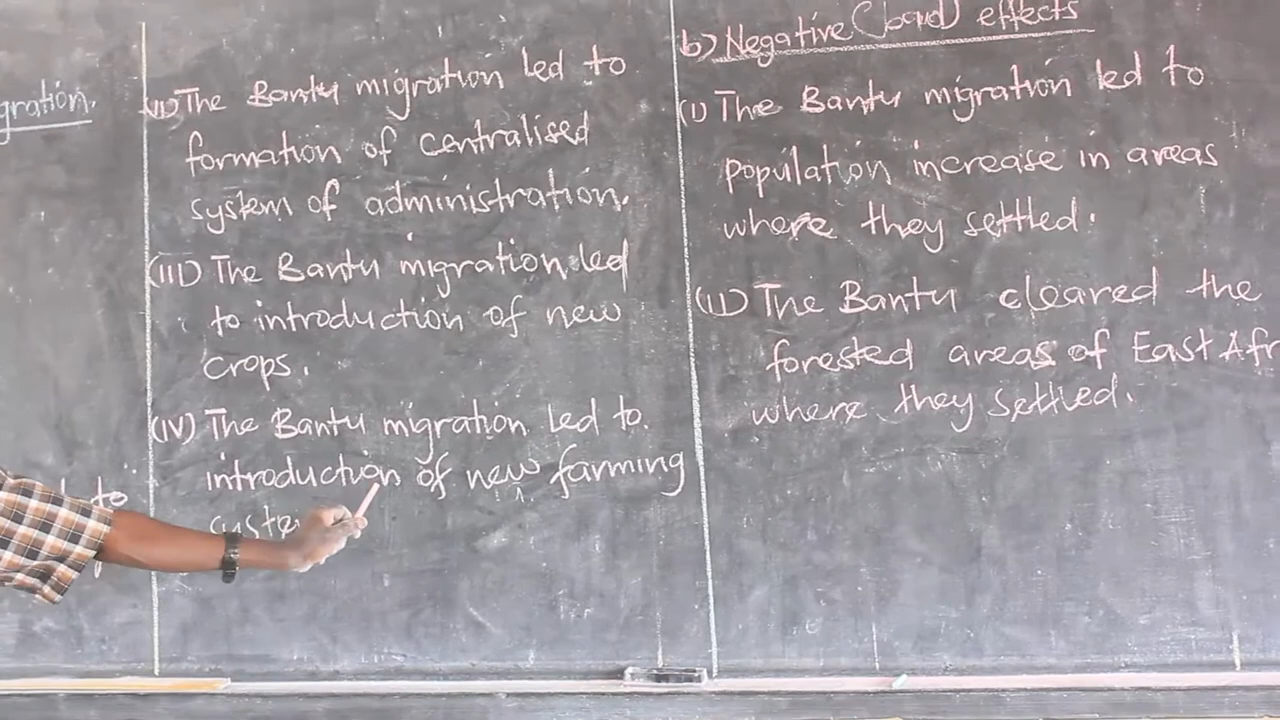 gration.
to
(II) The Bantu migration led to
formation of centralised
system of administration.
(III) The Bantu migration led
to introduction of new
crops.
(IV) The Bantu migration led to
introduction of new farming
syste
b) Negative (bad) effects
(I) The Bantu migration led to
population increase in areas
where they settled.
(II) The Bantu cleared the
forested areas of East Afr
where they settled.